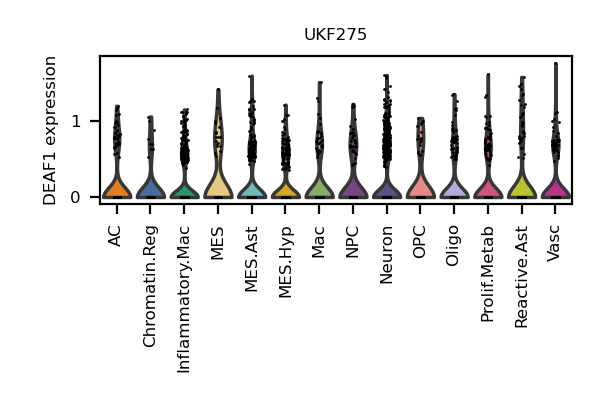 UKF275
DEAF1 expression
1
0
AC
Chromatin.Reg
Inflammatory.Mac
MES
MES.Ast
MES.Hyp
Mac
NPC
Neuron
OPC
Oligo
Prolif.Metab
Reactive.Ast
Vasc